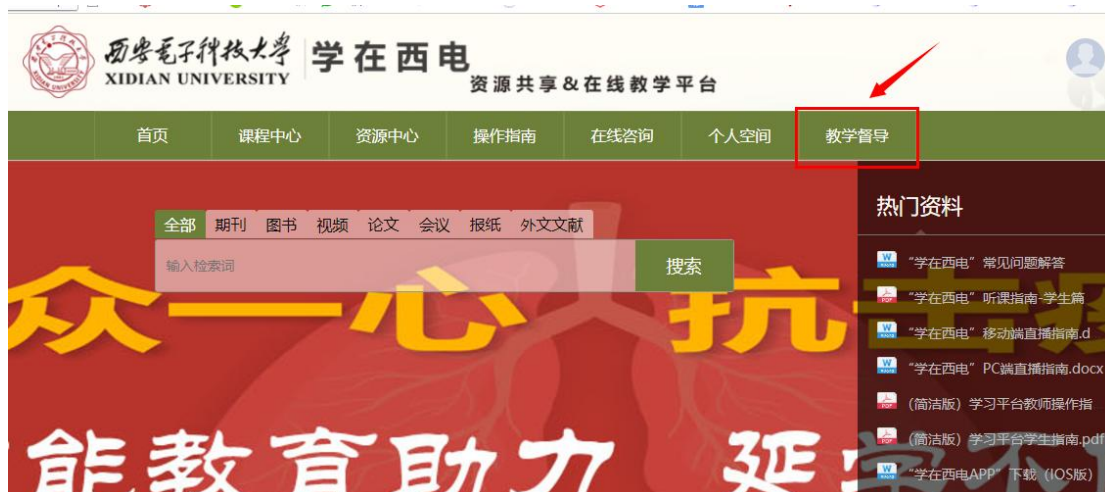 西安电子科技大学 学在西电
XIDIAN UNIVERSITY 资源共享&在线教学平台
首页 课程中心 资源中心 操作指南 在线咨询 个人空间 教学督导
热门资料
全部 期刊 图书 视频 论文 会议 报纸 外文文献
输入检索词 搜索
“学在西电”常见问题解答
“学在西电”听课指南-学生篇
“学在西电”移动端直播指南.d
“学在西电”PC端直播指南.docx
(简洁版)学习平台教师操作指
(简洁版)学习平台学生指南.pdf
“学在西电APP”下载(IOS版)
众一心 抗击疫
能教育助力 延学不